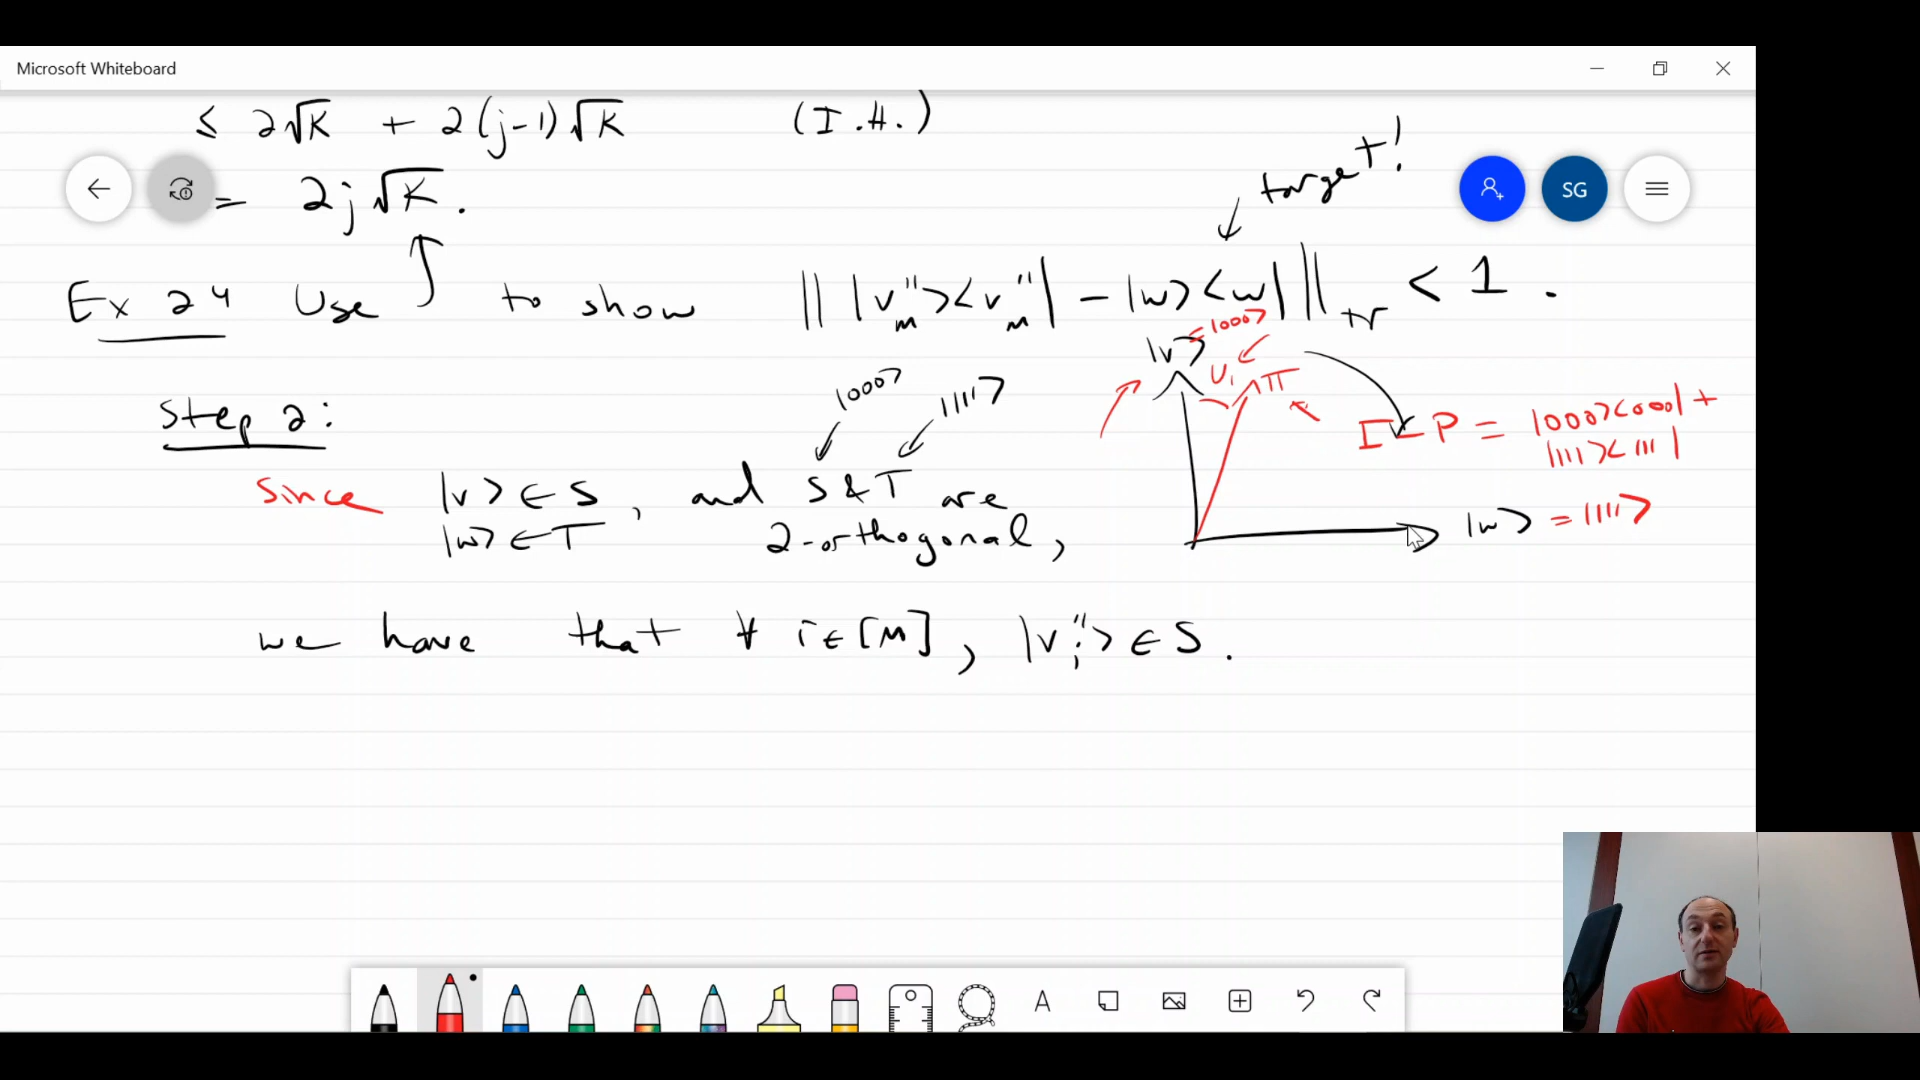 Microsoft Whiteboard
≤ 2√K + 2(j-1)√K (I.H.)
= 2j√K .
target!
SG
Ex 24 Use to show || |v''_m><v''_m| - |w><w| ||_tr < 1 .
|v> = |000>
U_1 π
Step 2: |000> |111>
I - P = |000><000| +
|111><111|
Since |v> ∈ S , and S & T are
|w> ∈ T 2-orthogonal,
|w> = |111>
we have that ∀ i ∈ [M] , |v''_i> ∈ S .
A